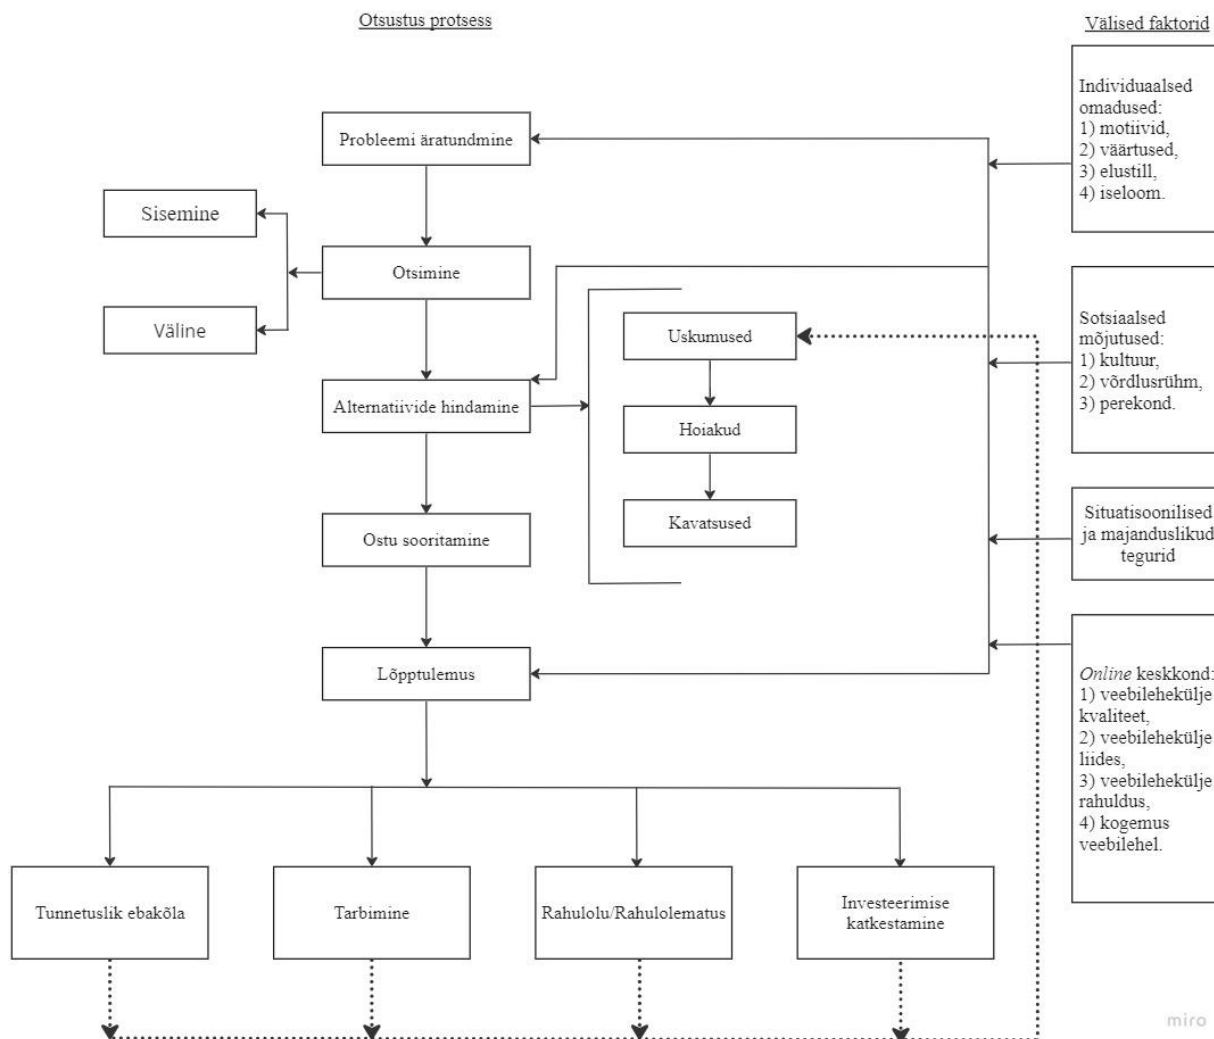 Otsustus protsess
Välised faktorid
Individuaalsed
omadused:
1) motiivid,
2) väärtused,
3) elustill,
4) iseloom.
Probleemi äratundmine
Sisemine
Otsimine
Väline
Sotsiaalsed
mõjutused:
1) kultuur,
2) võrdlusrühm,
3) perekond.
Uskumused
Alternatiivide hindamine
Hoiakud
Kavatsused
Situatisoonilised
ja majanduslikud
tegurid
Ostu sooritamine
Lõpptulemus
Online keskkond:
1) veebilehekülje
kvaliteet,
2) veebilehekülje
liides,
3) veebilehekülje
rahuldus,
4) kogemus
veebilehel.
Tunnetuslik ebakõla
Tarbimine
Rahulolu/Rahulolematus
Investeerimise
katkestamine
miro